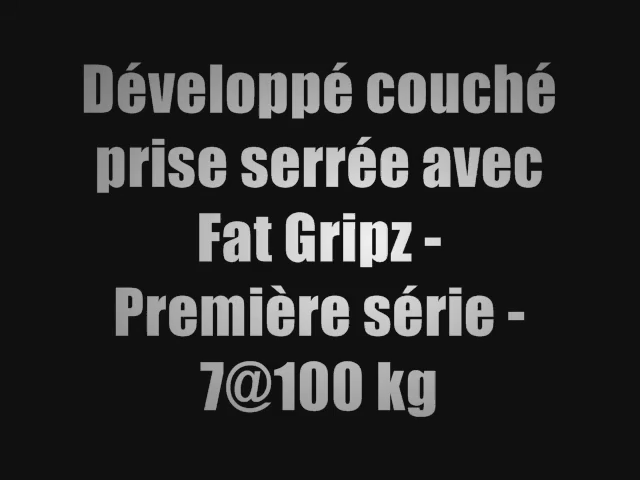 Développé couché
prise serrée avec
Fat Gripz -
Première série -
7@100 kg